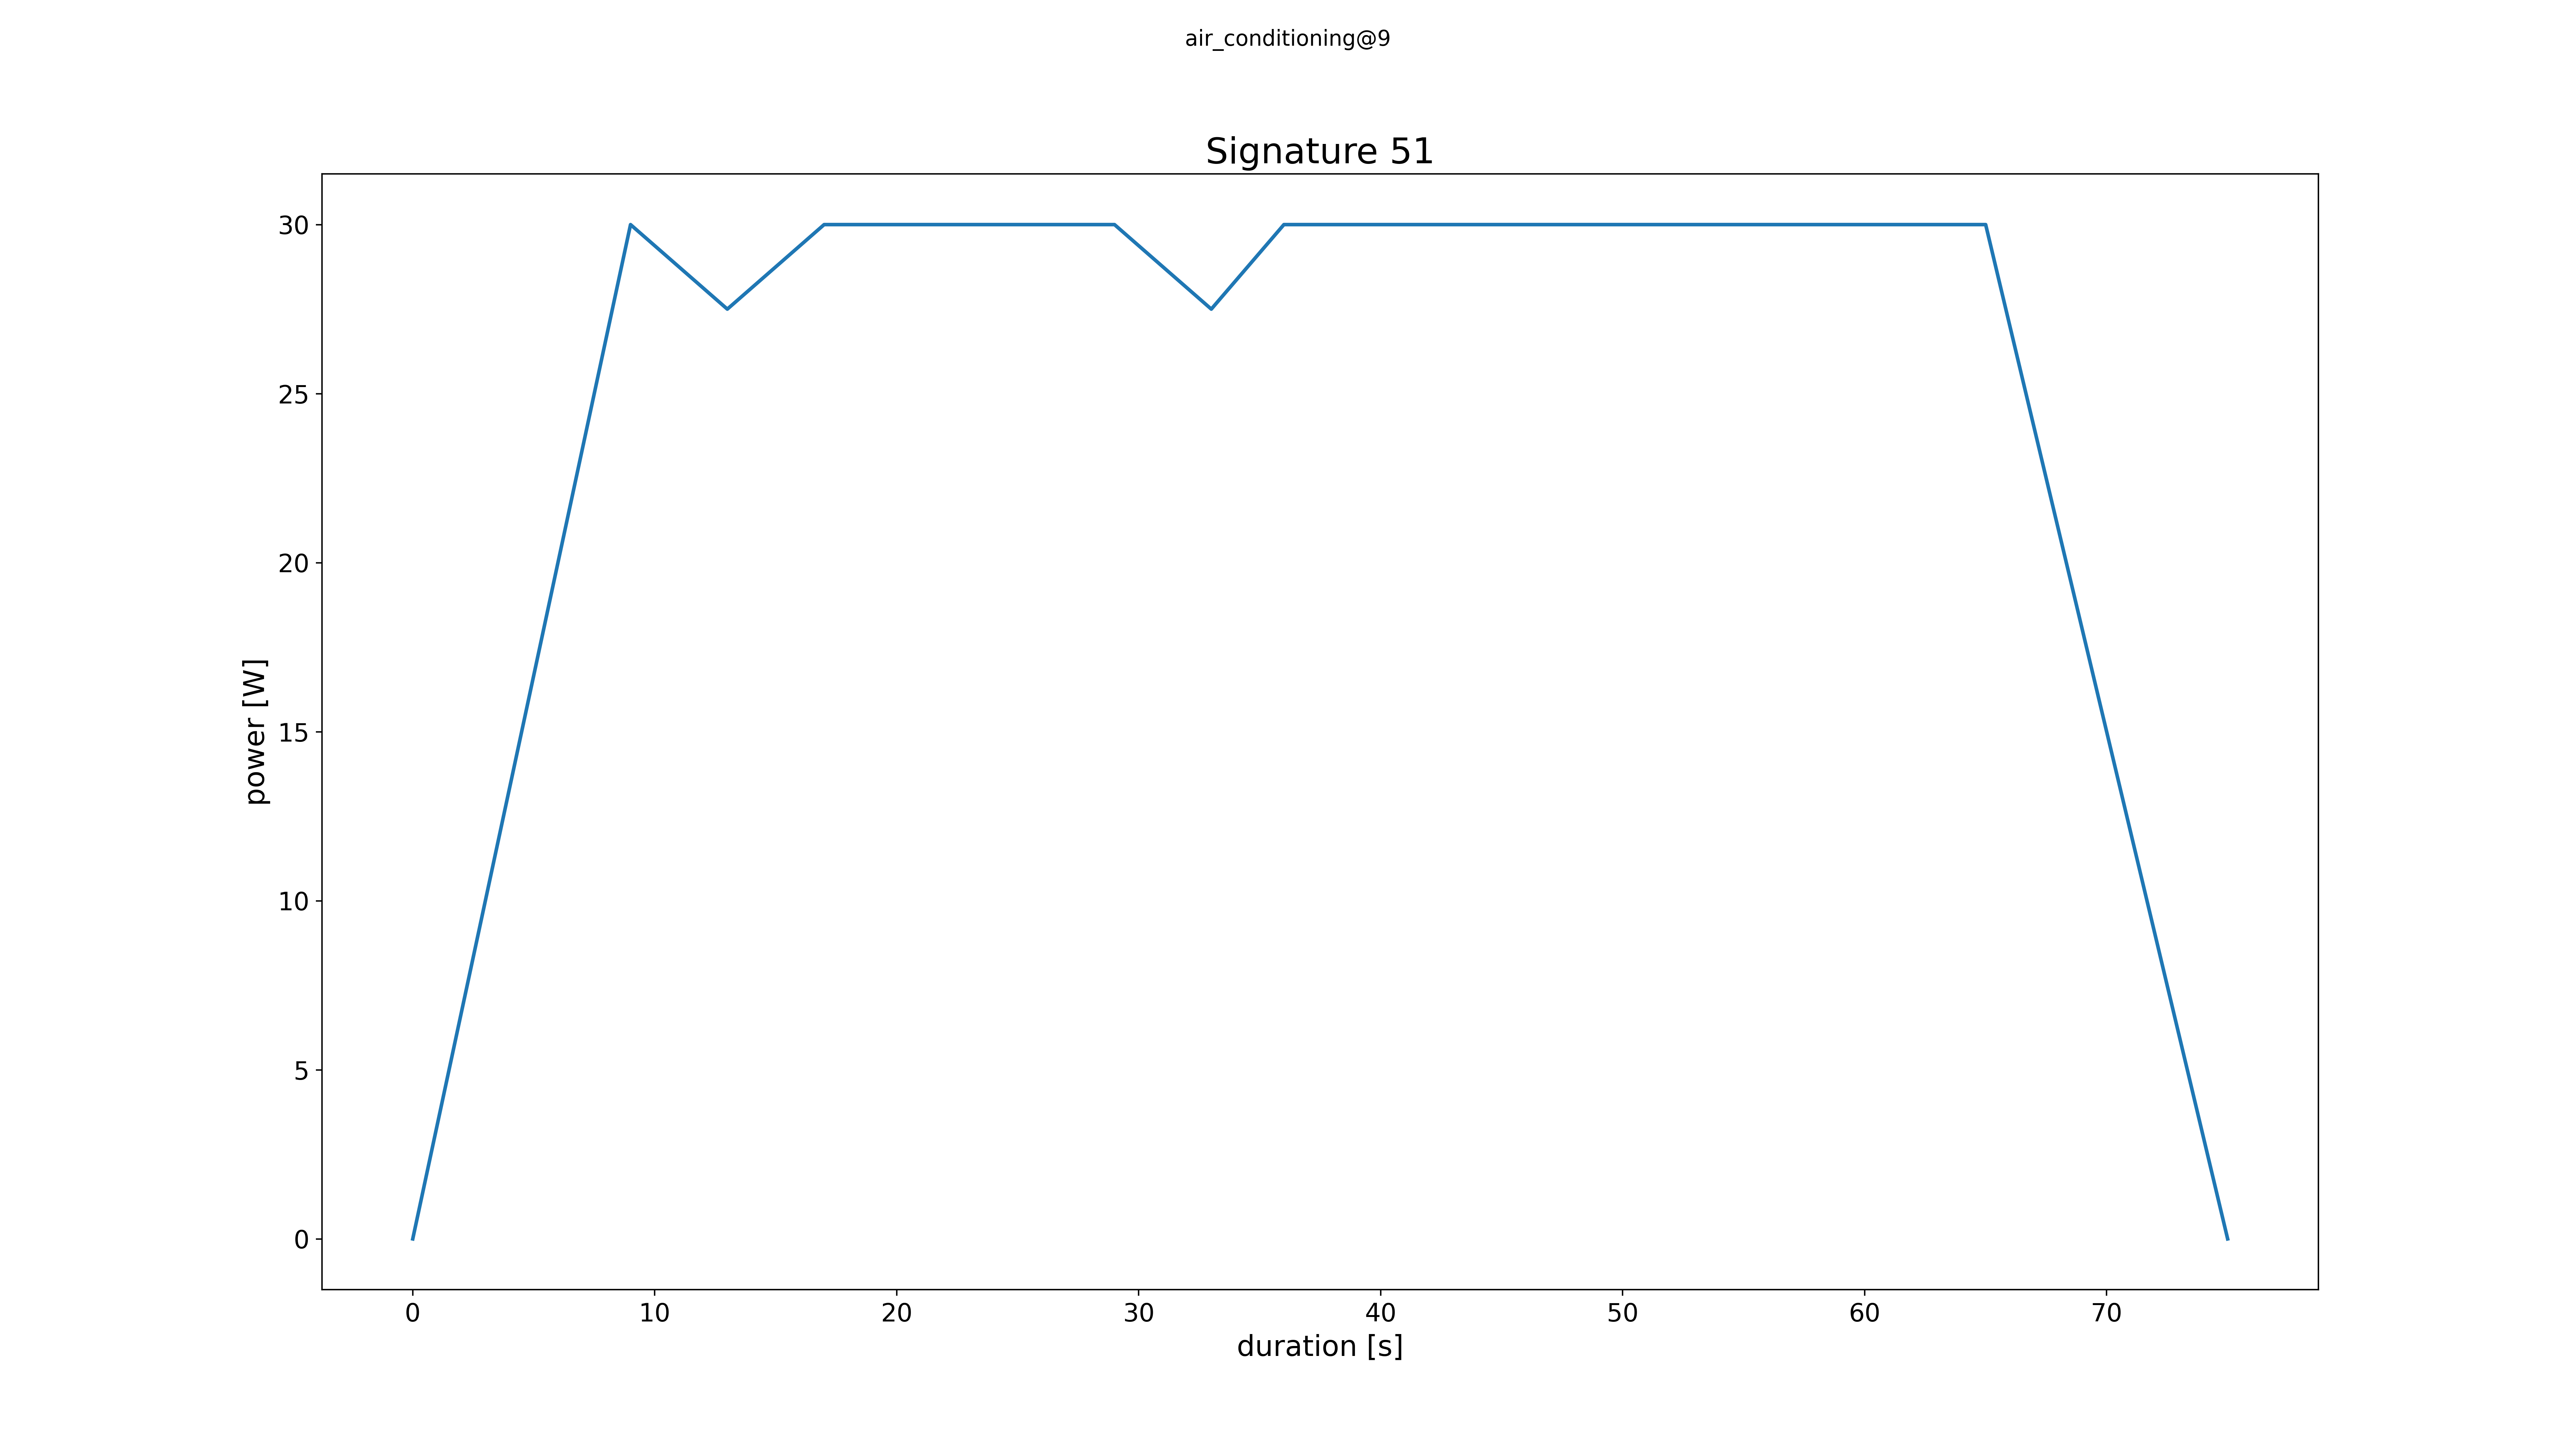 air_conditioning@9
Signature 51
30
25
20
15
10
5
0
power [W]
0 10 20 30 40 50 60 70
duration [s]